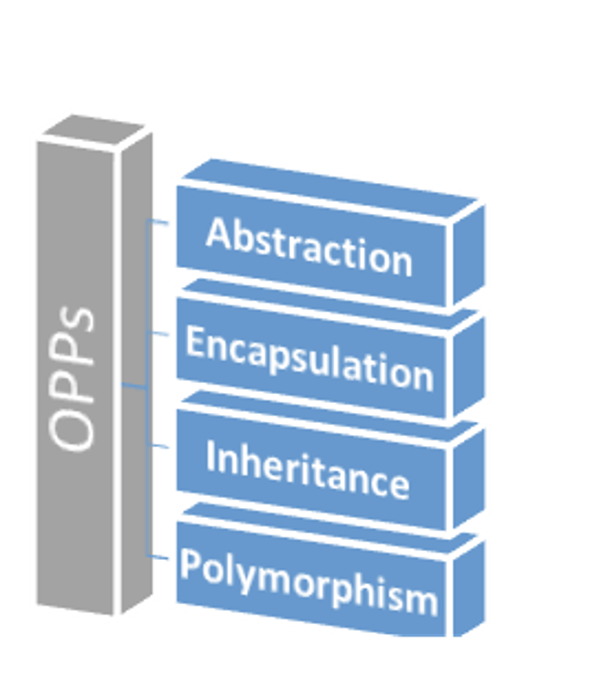 OPPs
Abstraction
Encapsulation
Inheritance
Polymorphism